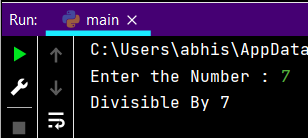 Run: main ×
C:\Users\abhis\AppData
Enter the Number : 7
Divisible By 7